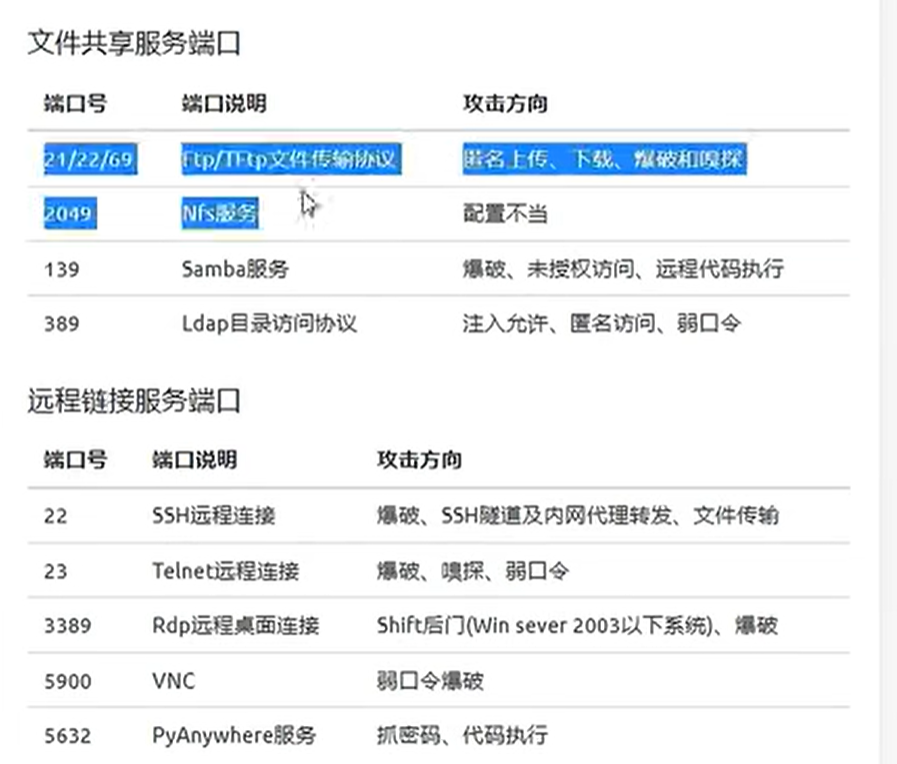 文件共享服务端口
端口号 端口说明 攻击方向
21/22/69 Ftp/TFtp文件传输协议 匿名上传、下载、爆破和嗅探
2049 Nfs服务 配置不当
139 Samba服务 爆破、未授权访问、远程代码执行
389 Ldap目录访问协议 注入允许、匿名访问、弱口令
远程链接服务端口
端口号 端口说明 攻击方向
22 SSH远程连接 爆破、SSH隧道及内网代理转发、文件传输
23 Telnet远程连接 爆破、嗅探、弱口令
3389 Rdp远程桌面连接 Shift后门(Win sever 2003以下系统)、爆破
5900 VNC 弱口令爆破
5632 PyAnywhere服务 抓密码、代码执行